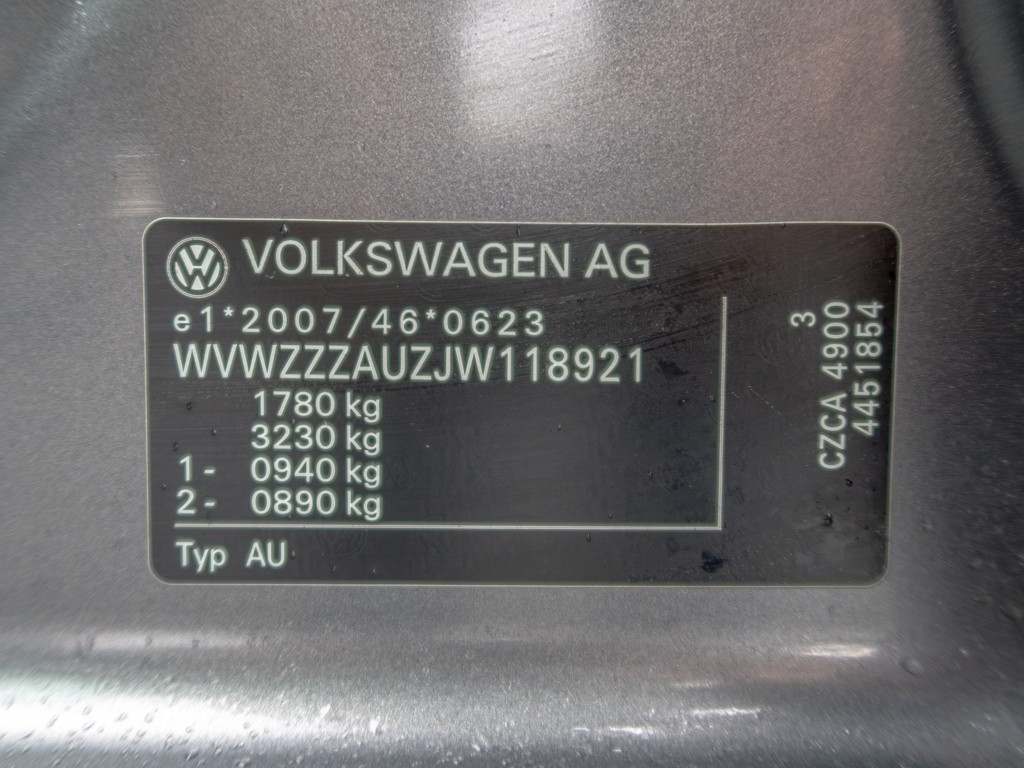 VOLKSWAGEN AG
e1*2007/46*0623
WVWZZZAUZJW118921
1780 kg
3230 kg
1- 0940 kg
2- 0890 kg
Typ AU
3
CZCA 4900
4451854